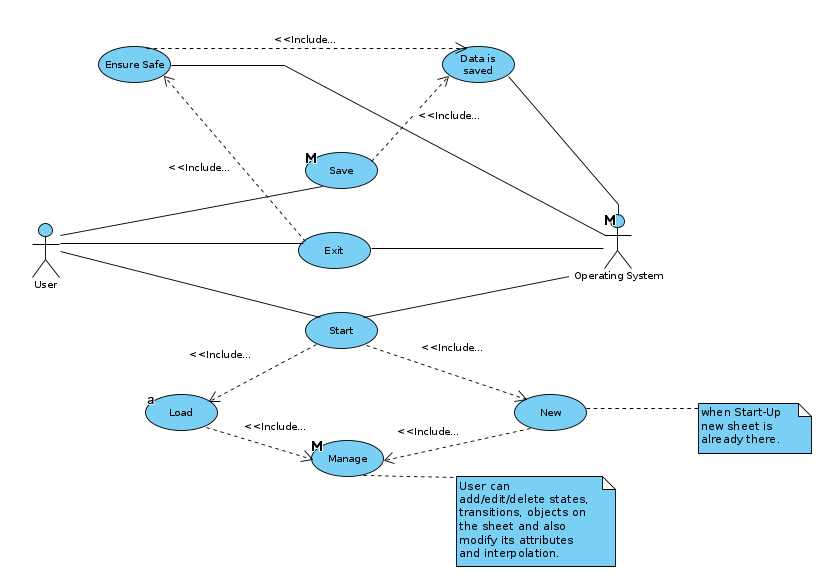 <<Include...
Ensure Safe
Data is
saved
<<Include...
M
Save
<<Include...
M
User
Exit
Operating System
Start
<<Include...
<<Include...
a
Load
New
when Start-Up
new sheet is
already there.
<<Include...
<<Include...
M
Manage
User can
add/edit/delete states,
transitions, objects on
the sheet and also
modify its attributes
and interpolation.